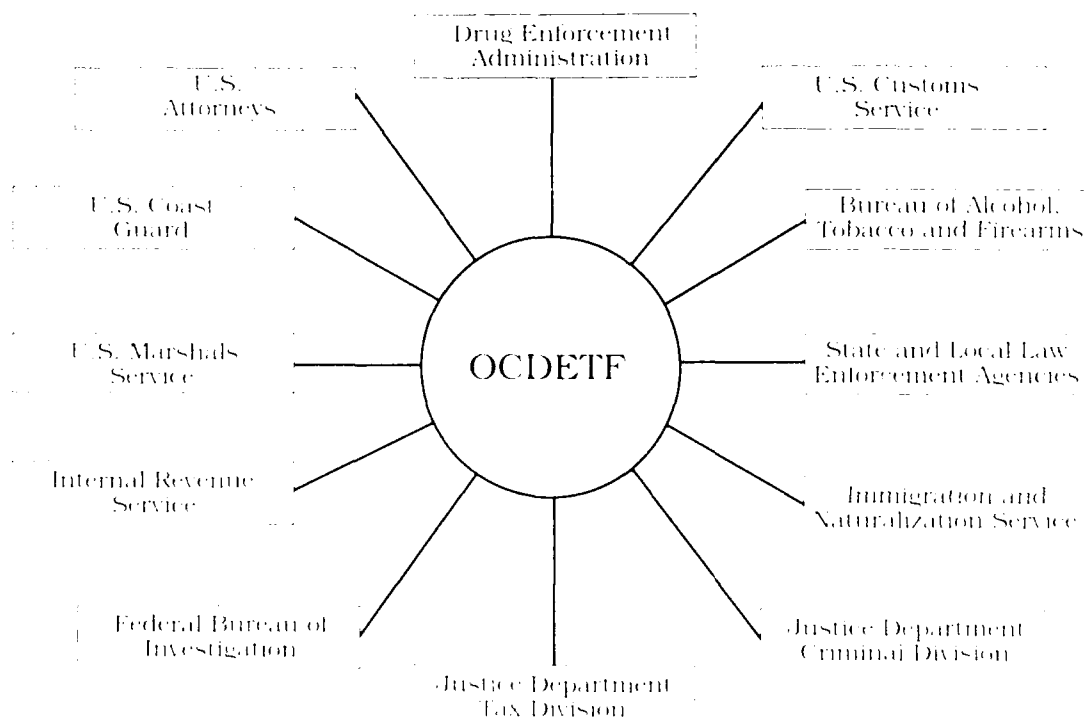 Drug Enforcement
Administration
U.S.
Attorneys
U.S. Customs
Service
U.S. Coast
Guard
Bureau of Alcohol,
Tobacco and Firearms
U.S. Marshals
Service
OCDETF
State and Local Law
Enforcement Agencies
Internal Revenue
Service
Immigration and
Naturalization Service
Federal Bureau of
Investigation
Justice Department
Criminal Division
Justice Department
Tax Division